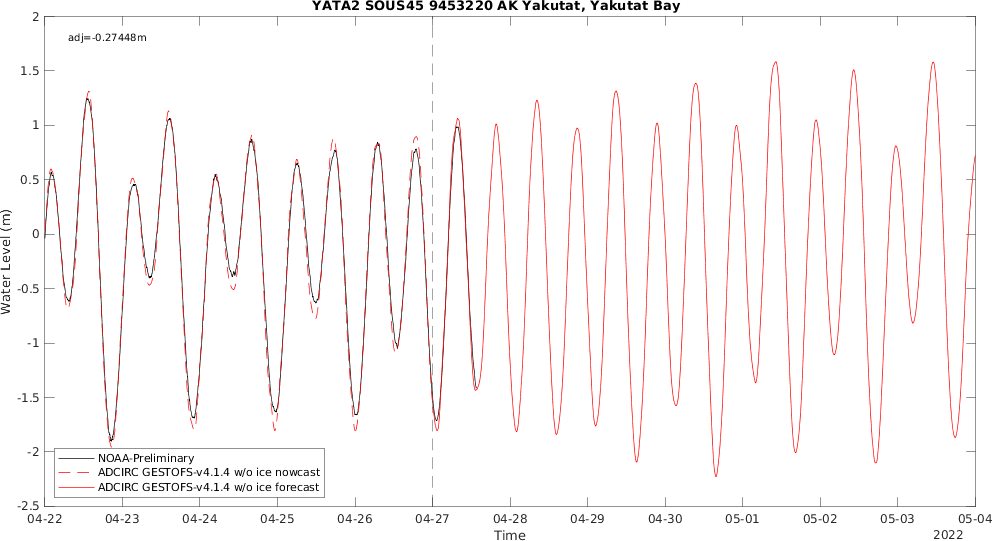 YATA2 SOUS45 9453220 AK Yakutat, Yakutat Bay
adj=-0.27448m
2
1.5
1
0.5
0
-0.5
-1
-1.5
-2
-2.5
Water Level (m)
NOAA-Preliminary
ADCIRC GESTOFS-v4.1.4 w/o ice nowcast
ADCIRC GESTOFS-v4.1.4 w/o ice forecast
04-22 04-23 04-24 04-25 04-26 04-27 04-28 04-29 04-30 05-01 05-02 05-03 05-04
Time
2022